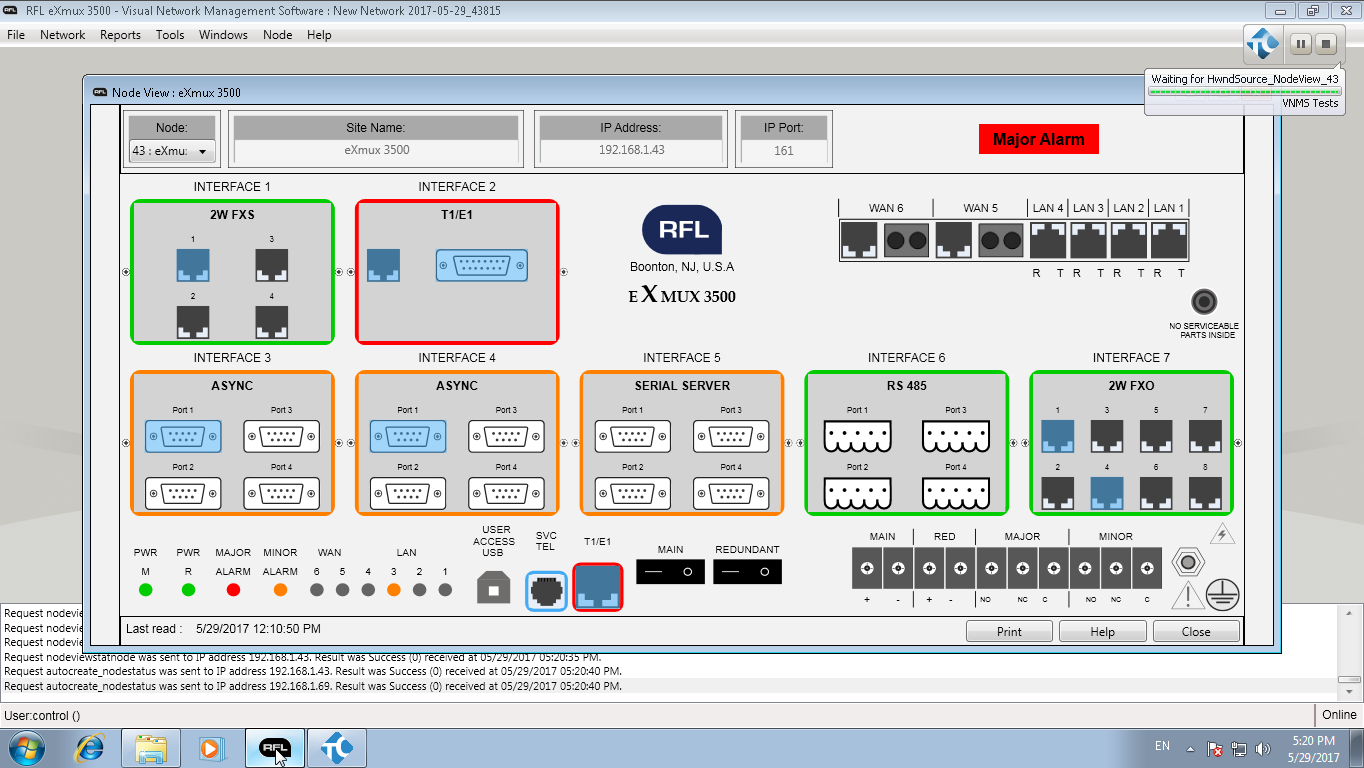 RFL eXmux 3500 - Visual Network Management Software : New Network 2017-05-29_43815
File Network Reports Tools Windows Node Help
Waiting for HwndSource_NodeView_43
VNMS Tests
RFL Node View : eXmux 3500
Node: Site Name: IP Address: IP Port:
43 : eXmu: eXmux 3500 192.168.1.43 161
Major Alarm
INTERFACE 1 INTERFACE 2
2W FXS T1/E1
1 3
2 4
RFL
Boonton, NJ, U.S.A
EXMUX 3500
WAN 6 WAN 5 LAN 4 LAN 3 LAN 2 LAN 1
R T R T R T R T
NO SERVICEABLE
PARTS INSIDE
INTERFACE 3 INTERFACE 4 INTERFACE 5 INTERFACE 6 INTERFACE 7
ASYNC ASYNC SERIAL SERVER RS 485 2W FXO
Port 1 Port 3 Port 1 Port 3 Port 1 Port 3 Port 1 Port 3 1 3 5 7
Port 2 Port 4 Port 2 Port 4 Port 2 Port 4 Port 2 Port 4 2 4 6 8
PWR PWR MAJOR MINOR WAN LAN
M R ALARM ALARM 6 5 4 3 2 1
USER
ACCESS
USB
SVC
TEL
T1/E1
MAIN REDUNDANT
MAIN RED MAJOR MINOR
+ - + - NO NC C NO NC C
Last read : 5/29/2017 12:10:50 PM
Print Help Close
Request nodevie
Request nodevie
Request nodevie
Request nodeviewstatnode was sent to IP address 192.168.1.43. Result was Success (0) received at 05/29/2017 05:20:35 PM.
Request autocreate_nodestatus was sent to IP address 192.168.1.43. Result was Success (0) received at 05/29/2017 05:20:40 PM.
Request autocreate_nodestatus was sent to IP address 192.168.1.69. Result was Success (0) received at 05/29/2017 05:20:40 PM.
User:control () Online
RFL
EN
5:20 PM
5/29/2017